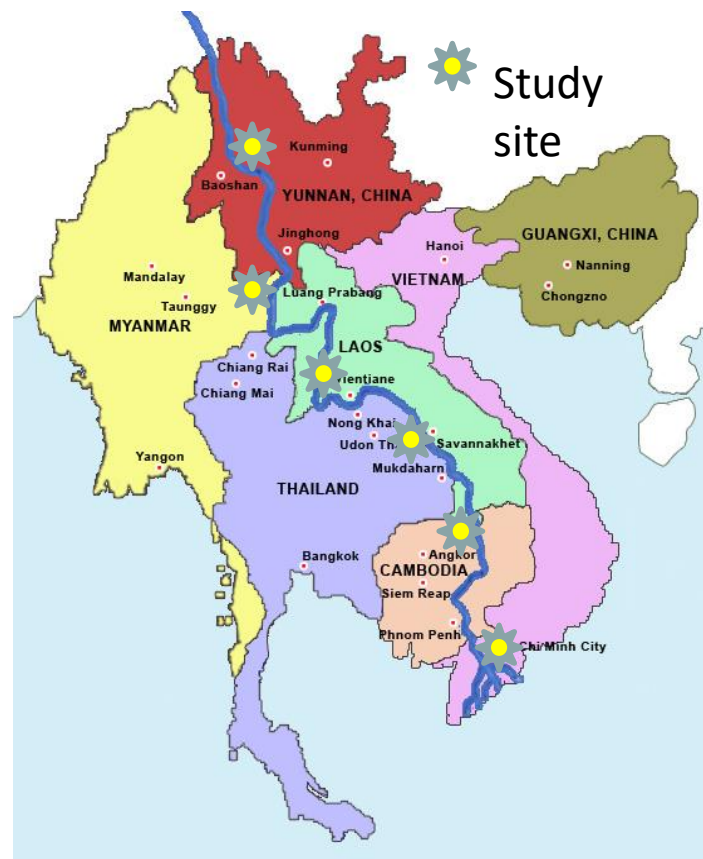 Study
site
Kunming
Baoshan
YUNNAN, CHINA
Jinghong
GUANGXI, CHINA
Hanoi
Nanning
VIETNAM
Chongzno
Mandalay
Taunggy
Luang Prabang
MYANMAR
LAOS
Chiang Rai
Vientiane
Chiang Mai
Nong Khai
Udon Tha
Savannakhet
Yangon
Mukdaharn
THAILAND
Angkor
Bangkok
CAMBODIA
Siem Reap
Phnom Penh
Chi Minh City